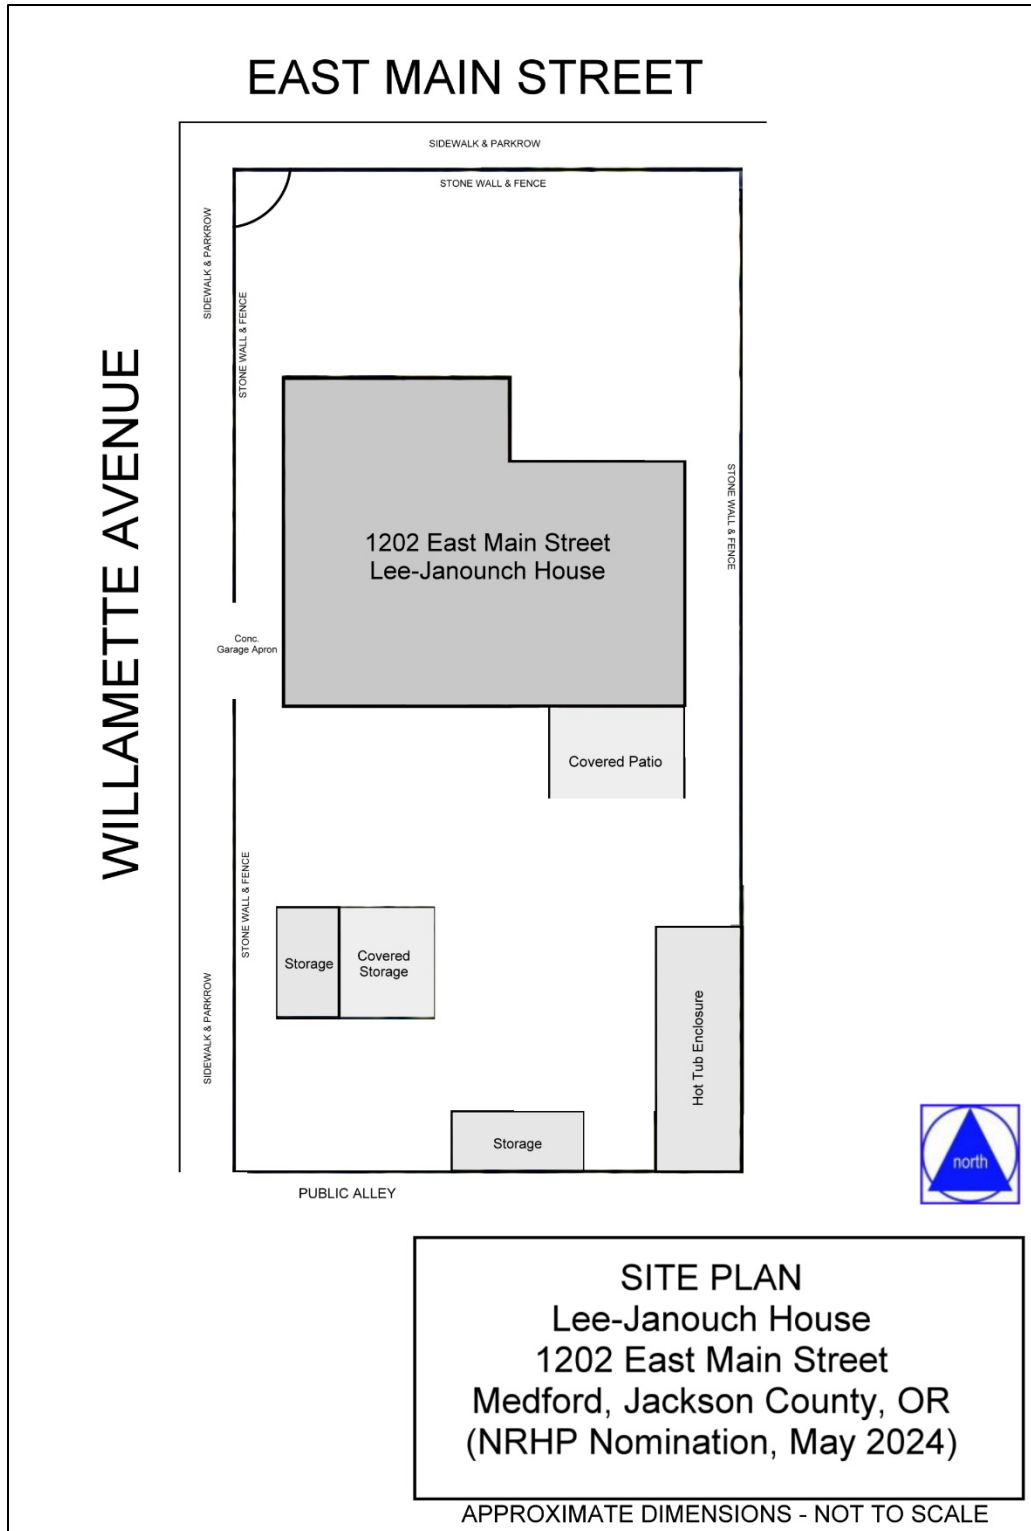 EAST MAIN STREET
SIDEWALK & PARKROW
STONE WALL & FENCE
SIDEWALK & PARKROW
STONE WALL & FENCE
WILLAMETTE AVENUE
STONE WALL & FENCE
1202 East Main Street
Lee-Janounch House
Conc.
Garage Apron
Covered Patio
STONE WALL & FENCE
Storage
Covered
Storage
SIDEWALK & PARKROW
Hot Tub Enclosure
Storage
PUBLIC ALLEY
north
SITE PLAN
Lee-Janouch House
1202 East Main Street
Medford, Jackson County, OR
(NRHP Nomination, May 2024)
APPROXIMATE DIMENSIONS - NOT TO SCALE